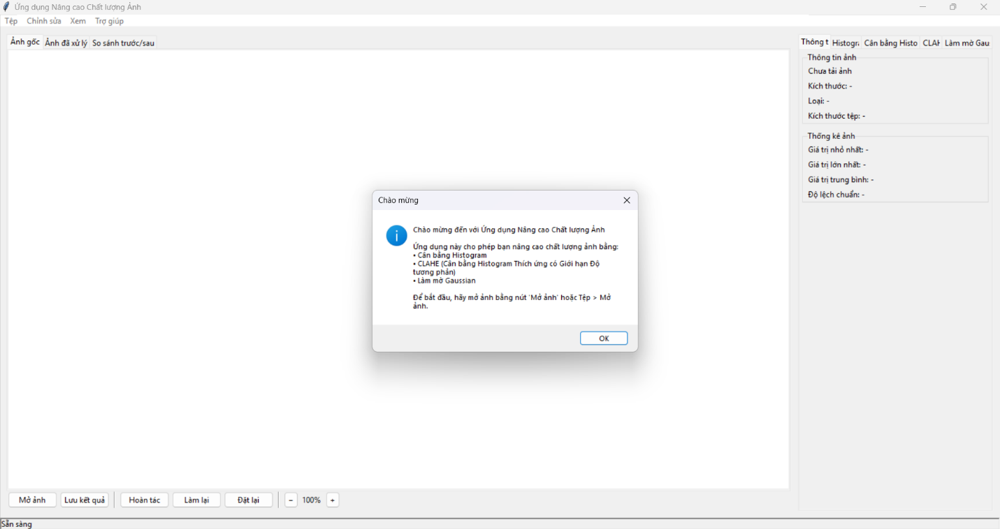 Ứng dụng Nâng cao Chất lượng Ảnh
Tệp Chỉnh sửa Xem Trợ giúp
Ảnh gốc Ảnh đã xử lý So sánh trước/sau
Thông t Histogra Cân bằng Histo CLAH Làm mờ Gau
Thông tin ảnh
Chưa tải ảnh
Kích thước: -
Loại: -
Kích thước tệp: -
Thống kê ảnh
Giá trị nhỏ nhất: -
Giá trị lớn nhất: -
Giá trị trung bình: -
Độ lệch chuẩn: -
Chào mừng
Chào mừng đến với Ứng dụng Nâng cao Chất lượng Ảnh
Ứng dụng này cho phép bạn nâng cao chất lượng ảnh bằng:
• Cân bằng Histogram
• CLAHE (Cân bằng Histogram Thích ứng có Giới hạn Độ
tương phản)
• Làm mờ Gaussian
Để bắt đầu, hãy mở ảnh bằng nút 'Mở ảnh' hoặc Tệp > Mở
ảnh.
OK
Mở ảnh Lưu kết quả Hoàn tác Làm lại Đặt lại - 100% +
Sẵn sàng